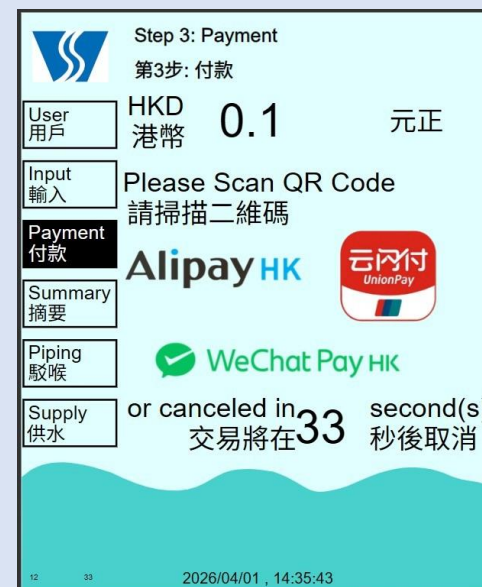 Step 3: Payment
第3步: 付款
User
用戶
Input
輸入
Payment
付款
Summary
摘要
Piping
駁喉
Supply
供水
HKD
港幣
0.1
元正
Please Scan QR Code
請掃描二維碼
Alipay HK
云闪付
UnionPay
WeChat Pay HK
or canceled in
交易將在
33
second(s)
秒後取消
12 33
2026/04/01 , 14:35:43